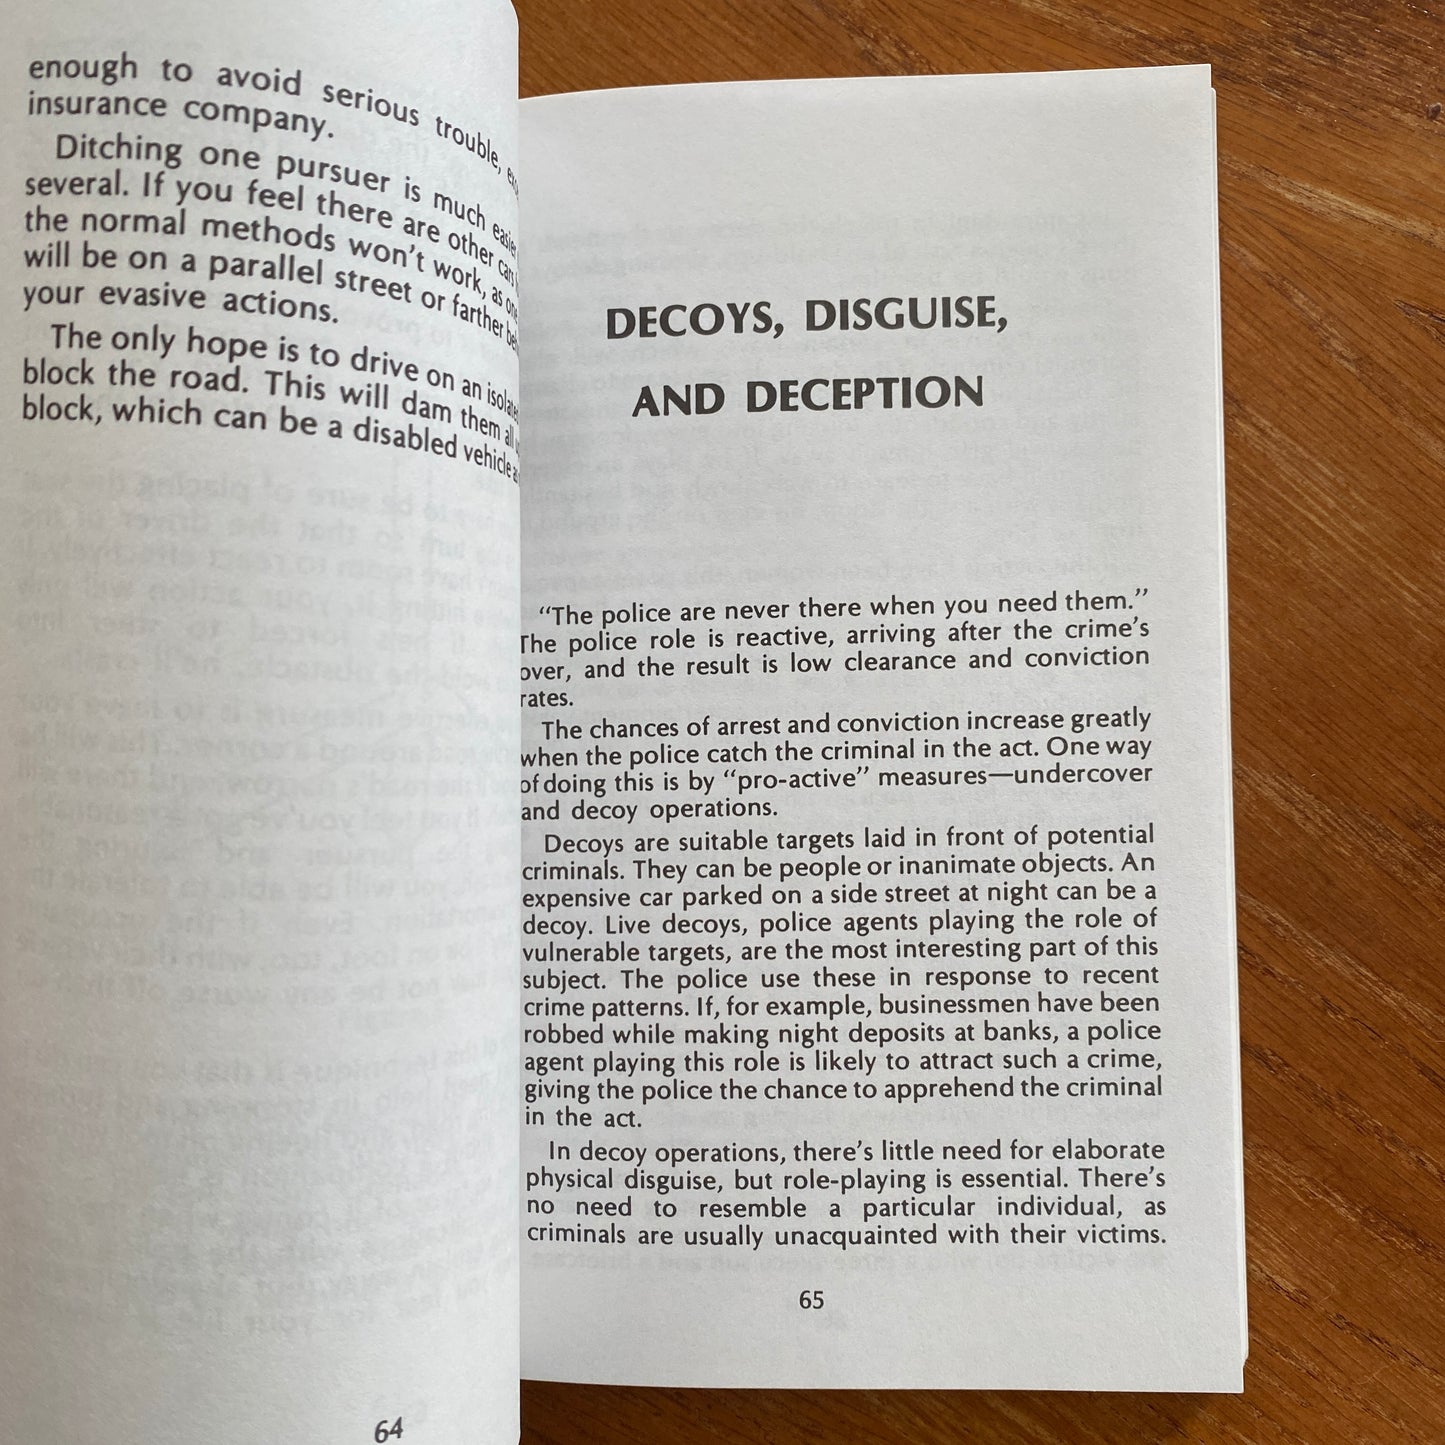 enough to avoid serious trouble,
insurance company.
Ditching one pursuer is much easier
several. If you feel there are other cars
the normal methods won't work, as one
will be on a parallel street or farther
your evasive actions.
The only hope is to drive on an
block the road. This will dam them all
block, which can be a disabled vehicle
64
DECOYS, DISGUISE,
AND DECEPTION
"The police are never there when you need them."
The police role is reactive, arriving after the crime's
over, and the result is low clearance and conviction
rates.
The chances of arrest and conviction increase greatly
when the police catch the criminal in the act. One way
of doing this is by "pro-active" measures—undercover
and decoy operations.
Decoys are suitable targets laid in front of potential
criminals. They can be people or inanimate objects. An
expensive car parked on a side street at night can be a
decoy. Live decoys, police agents playing the role of
vulnerable targets, are the most interesting part of this
subject. The police use these in response to recent
crime patterns. If, for example, businessmen have been
robbed while making night deposits at banks, a police
agent playing this role is likely to attract such a crime,
giving the police the chance to apprehend the criminal
in the act.
In decoy operations, there's little need for elaborate
physical disguise, but role-playing is essential. There's
no need to resemble a particular individual, as
criminals are usually unacquainted with their victims.
65